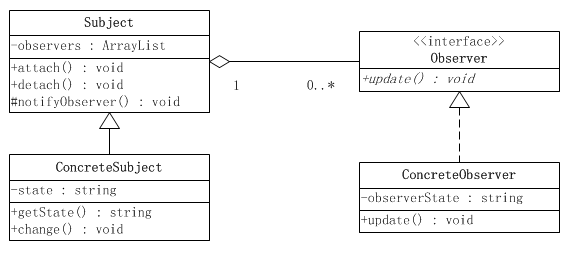 Subject
-observers : ArrayList
+attach() : void
+detach() : void
#notifyObserver() : void
1
0..*
<<interface>>
Observer
+update() : void
ConcreteSubject
-state : string
+getState() : string
+change() : void
ConcreteObserver
-observerState : string
+update() : void